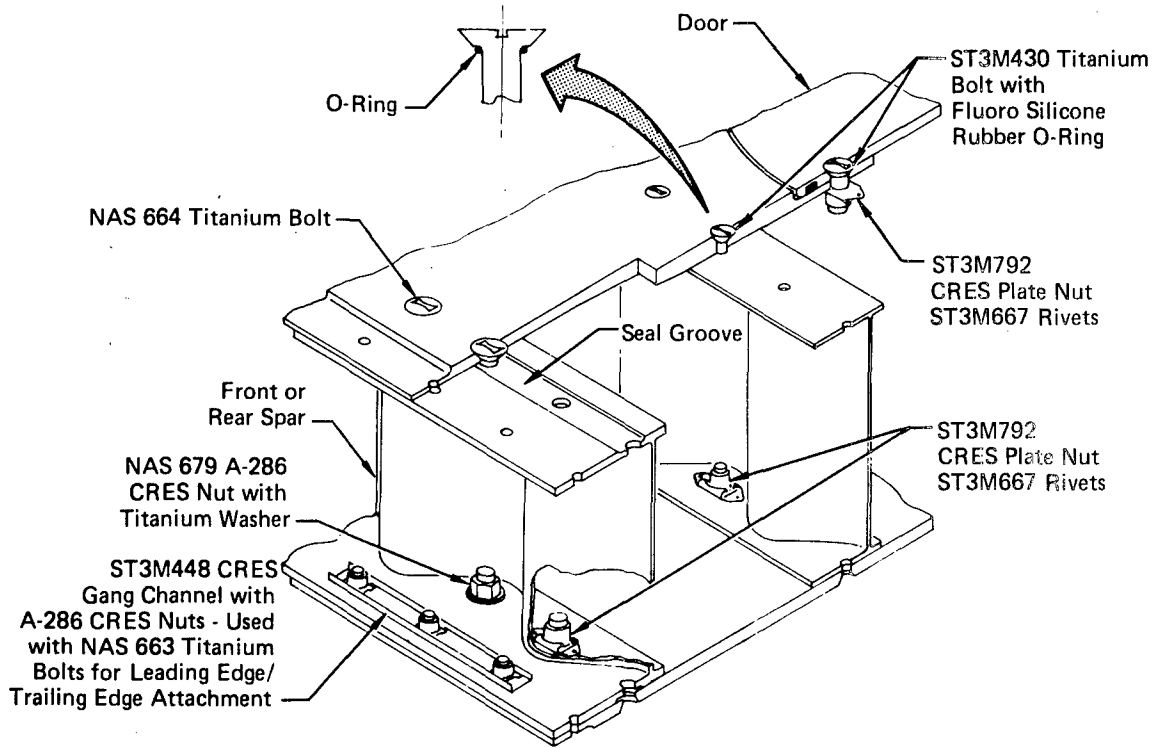 Door
ST3M430 Titanium
Bolt with
Fluoro Silicone
Rubber O-Ring
O-Ring
NAS 664 Titanium Bolt
ST3M792
CRES Plate Nut
ST3M667 Rivets
Seal Groove
Front or
Rear Spar
ST3M792
CRES Plate Nut
ST3M667 Rivets
NAS 679 A-286
CRES Nut with
Titanium Washer
ST3M448 CRES
Gang Channel with
A-286 CRES Nuts - Used
with NAS 663 Titanium
Bolts for Leading Edge/
Trailing Edge Attachment